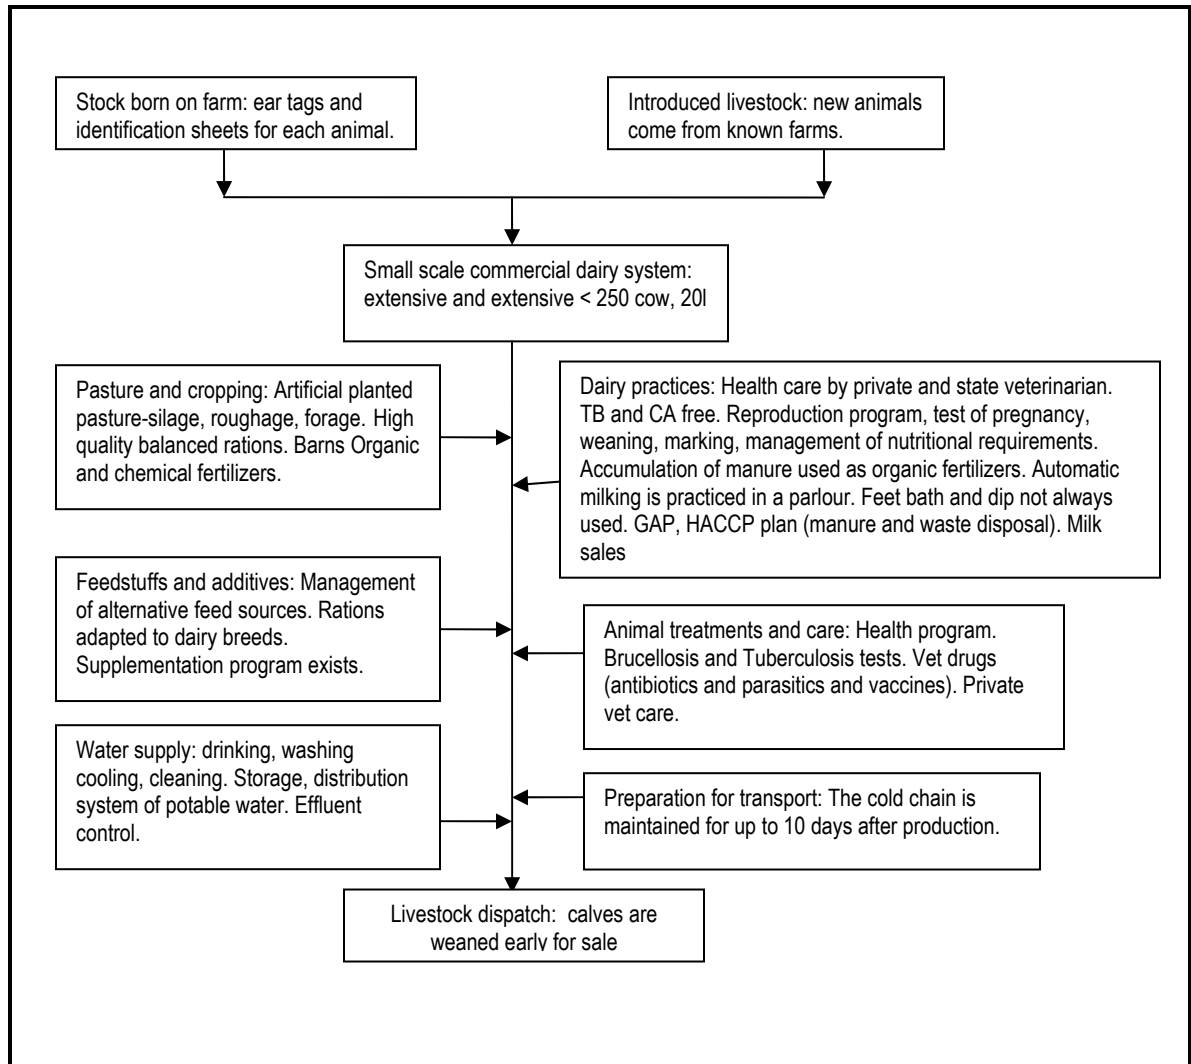 Stock born on farm: ear tags and
identification sheets for each animal.
Introduced livestock: new animals
come from known farms.
Small scale commercial dairy system:
extensive and extensive < 250 cow, 20l
Pasture and cropping: Artificial planted
pasture-silage, roughage, forage. High
quality balanced rations. Barns Organic
and chemical fertilizers.
Dairy practices: Health care by private and state veterinarian.
TB and CA free. Reproduction program, test of pregnancy,
weaning, marking, management of nutritional requirements.
Accumulation of manure used as organic fertilizers. Automatic
milking is practiced in a parlour. Feet bath and dip not always
used. GAP, HACCP plan (manure and waste disposal). Milk
sales
Feedstuffs and additives: Management
of alternative feed sources. Rations
adapted to dairy breeds.
Supplementation program exists.
Animal treatments and care: Health program.
Brucellosis and Tuberculosis tests. Vet drugs
(antibiotics and parasitics and vaccines). Private
vet care.
Water supply: drinking, washing
cooling, cleaning. Storage, distribution
system of potable water. Effluent
control.
Preparation for transport: The cold chain is
maintained for up to 10 days after production.
Livestock dispatch: calves are
weaned early for sale